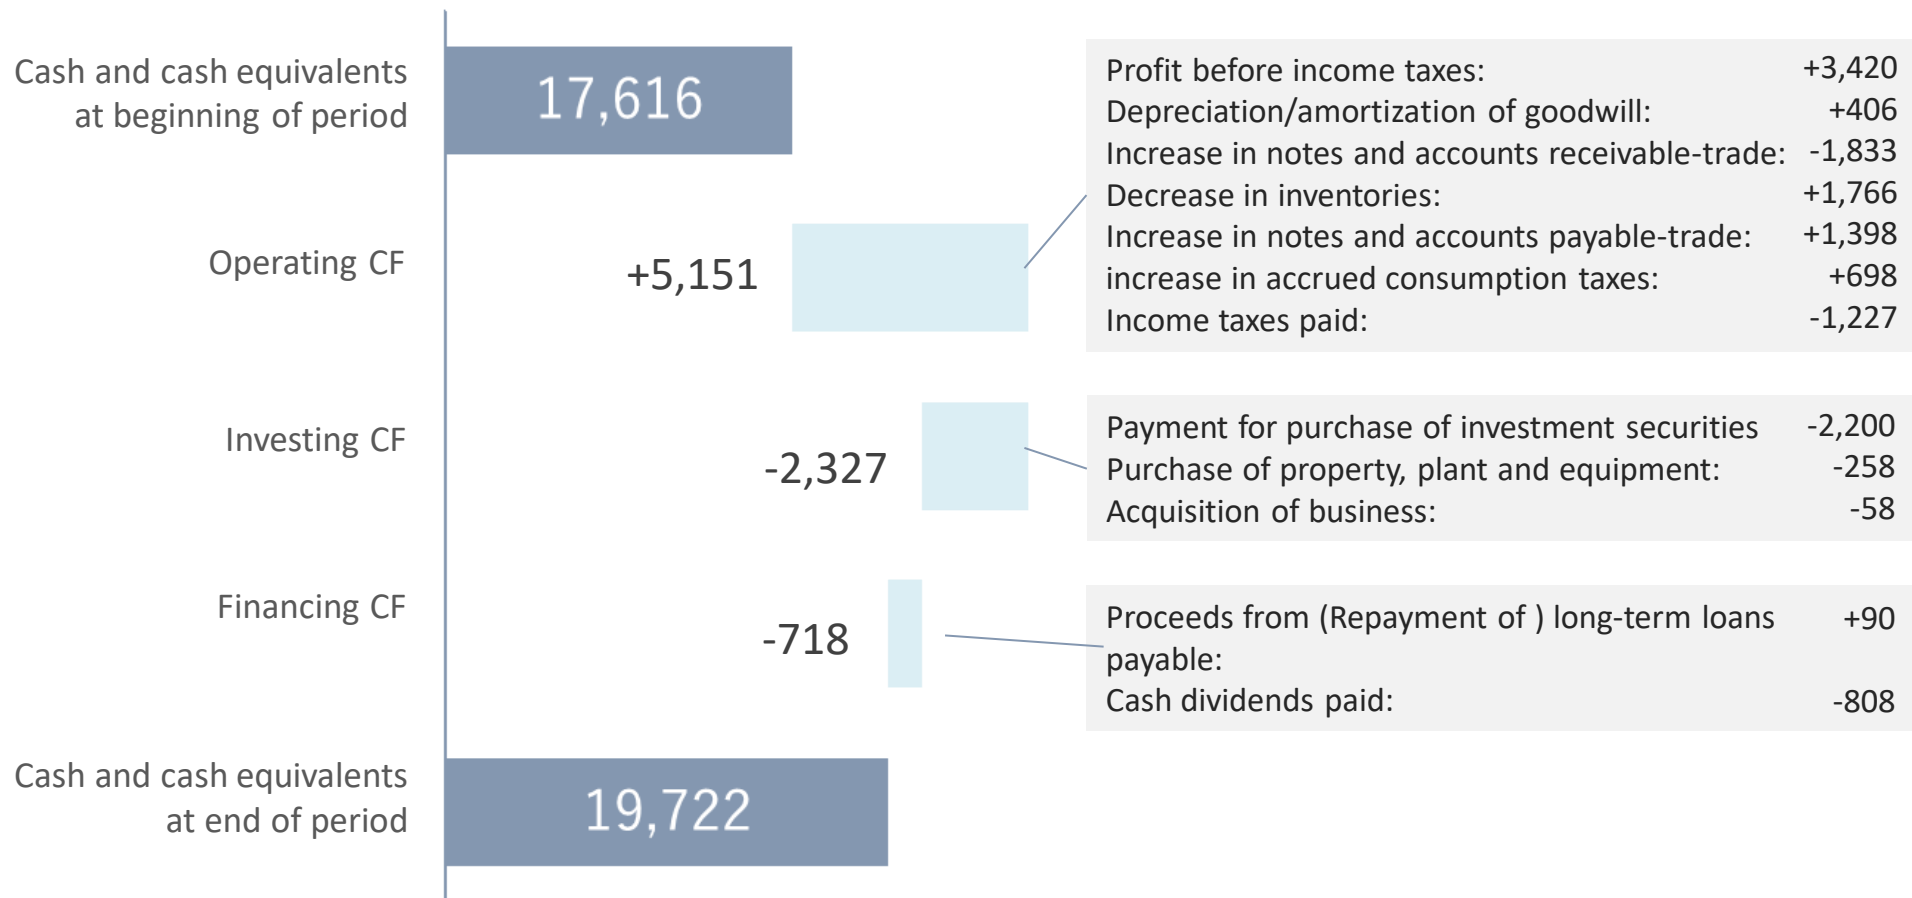 Cash and cash equivalents
at beginning of period
17,616
Profit before income taxes: +3,420
Depreciation/amortization of goodwill: +406
Increase in notes and accounts receivable-trade: -1,833
Decrease in inventories: +1,766
Increase in notes and accounts payable-trade: +1,398
increase in accrued consumption taxes: +698
Income taxes paid: -1,227
Operating CF
+5,151
Investing CF
-2,327
Payment for purchase of investment securities -2,200
Purchase of property, plant and equipment: -258
Acquisition of business: -58
Financing CF
-718
Proceeds from (Repayment of ) long-term loans +90
payable:
Cash dividends paid: -808
Cash and cash equivalents
at end of period
19,722